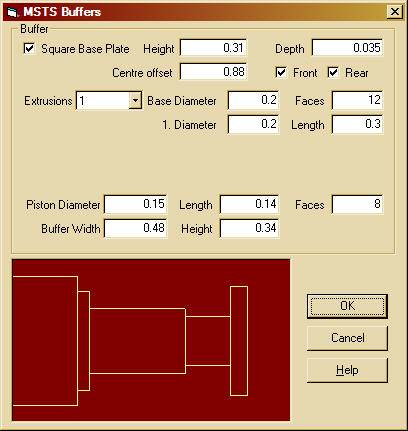 MSTS Buffers
Buffer
Square Base Plate Height 0.31 Depth 0.035
Centre offset 0.88 Front Rear
Extrusions 1 Base Diameter 0.2 Faces 12
1. Diameter 0.2 Length 0.3
Piston Diameter 0.15 Length 0.14 Faces 8
Buffer Width 0.48 Height 0.34
OK
Cancel
Help